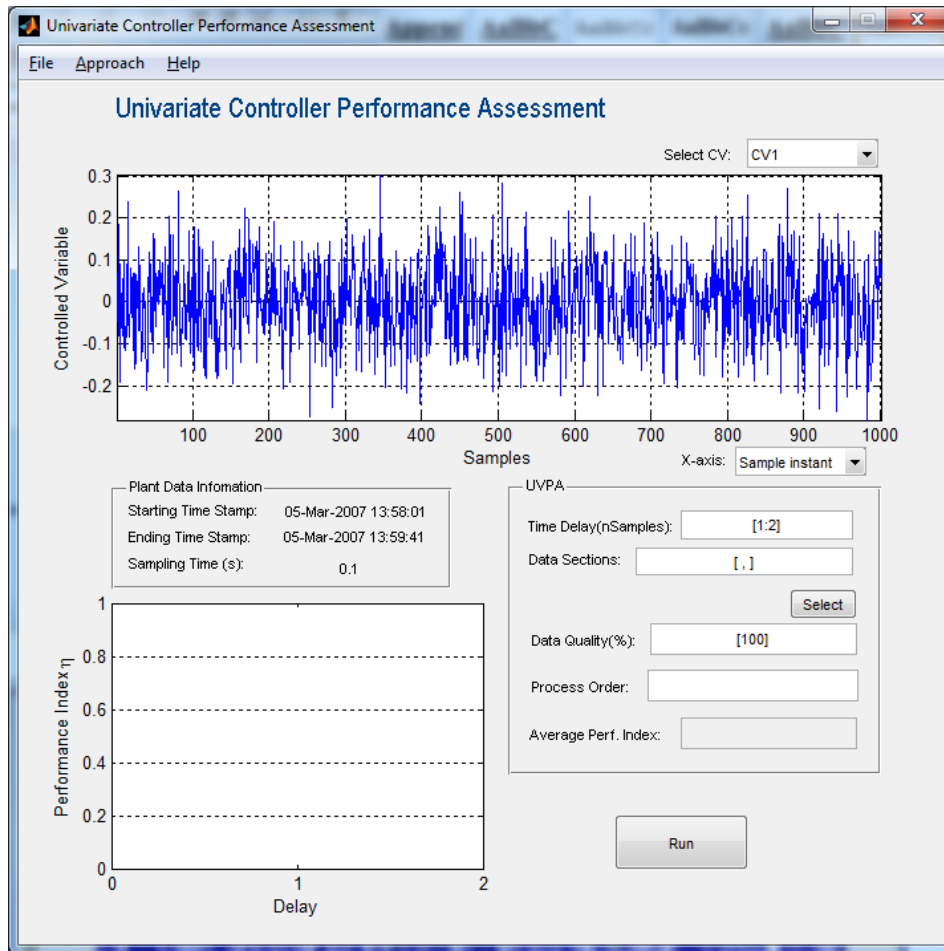 Univariate Controller Performance Assessment
File Approach Help
Univariate Controller Performance Assessment
Select CV: CV1
Controlled Variable
0.3
0.2
0.1
0
-0.1
-0.2
100 200 300 400 500 600 700 800 900 1000
Samples
X-axis: Sample instant
Plant Data Infomation
Starting Time Stamp: 05-Mar-2007 13:58:01
Ending Time Stamp: 05-Mar-2007 13:59:41
Sampling Time (s): 0.1
UVPA
Time Delay(nSamples): [1:2]
Data Sections: [ , ]
Select
Data Quality(%): [100]
Process Order:
Average Perf. Index:
Run
Performance Index η
1
0.8
0.6
0.4
0.2
0
0 1 2
Delay